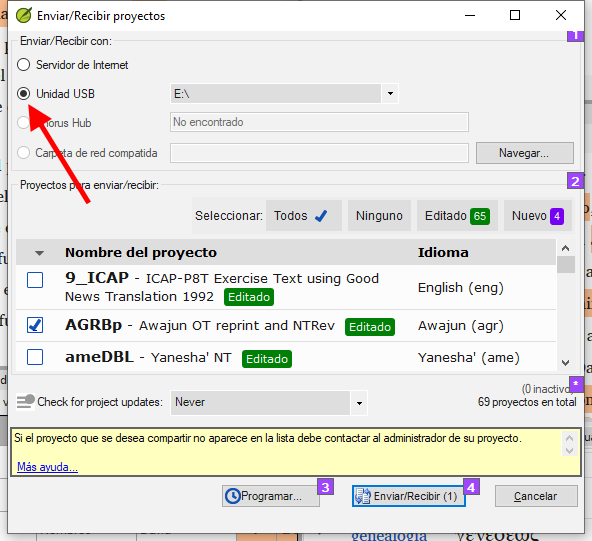 Enviar/Recibir proyectos
1
Enviar/Recibir con:
Servidor de Internet
Unidad USB
E:\
No encontrado
Carpeta de red compatida
Navegar...
2
Proyectos para enviar/recibir:
Seleccionar: Todos Ninguno Editado 65 Nuevo 4
Nombre del proyecto Idioma
9_ICAP - ICAP-P8T Exercise Text using Good
News Translation 1992 Editado
English (eng)
AGRBp - Awajun OT reprint and NTRev Editado Awajun (agr)
ameDBL - Yanesha' NT Editado Yanesha' (ame)
(0 inactivo)
*
Check for project updates: Never
69 proyectos en total
Si el proyecto que se desea compartir no aparece en la lista debe contactar al administrador de su proyecto.
Más ayuda...
3
4
Programar... Enviar/Recibir (1) Cancelar
genealogía γενέσεως